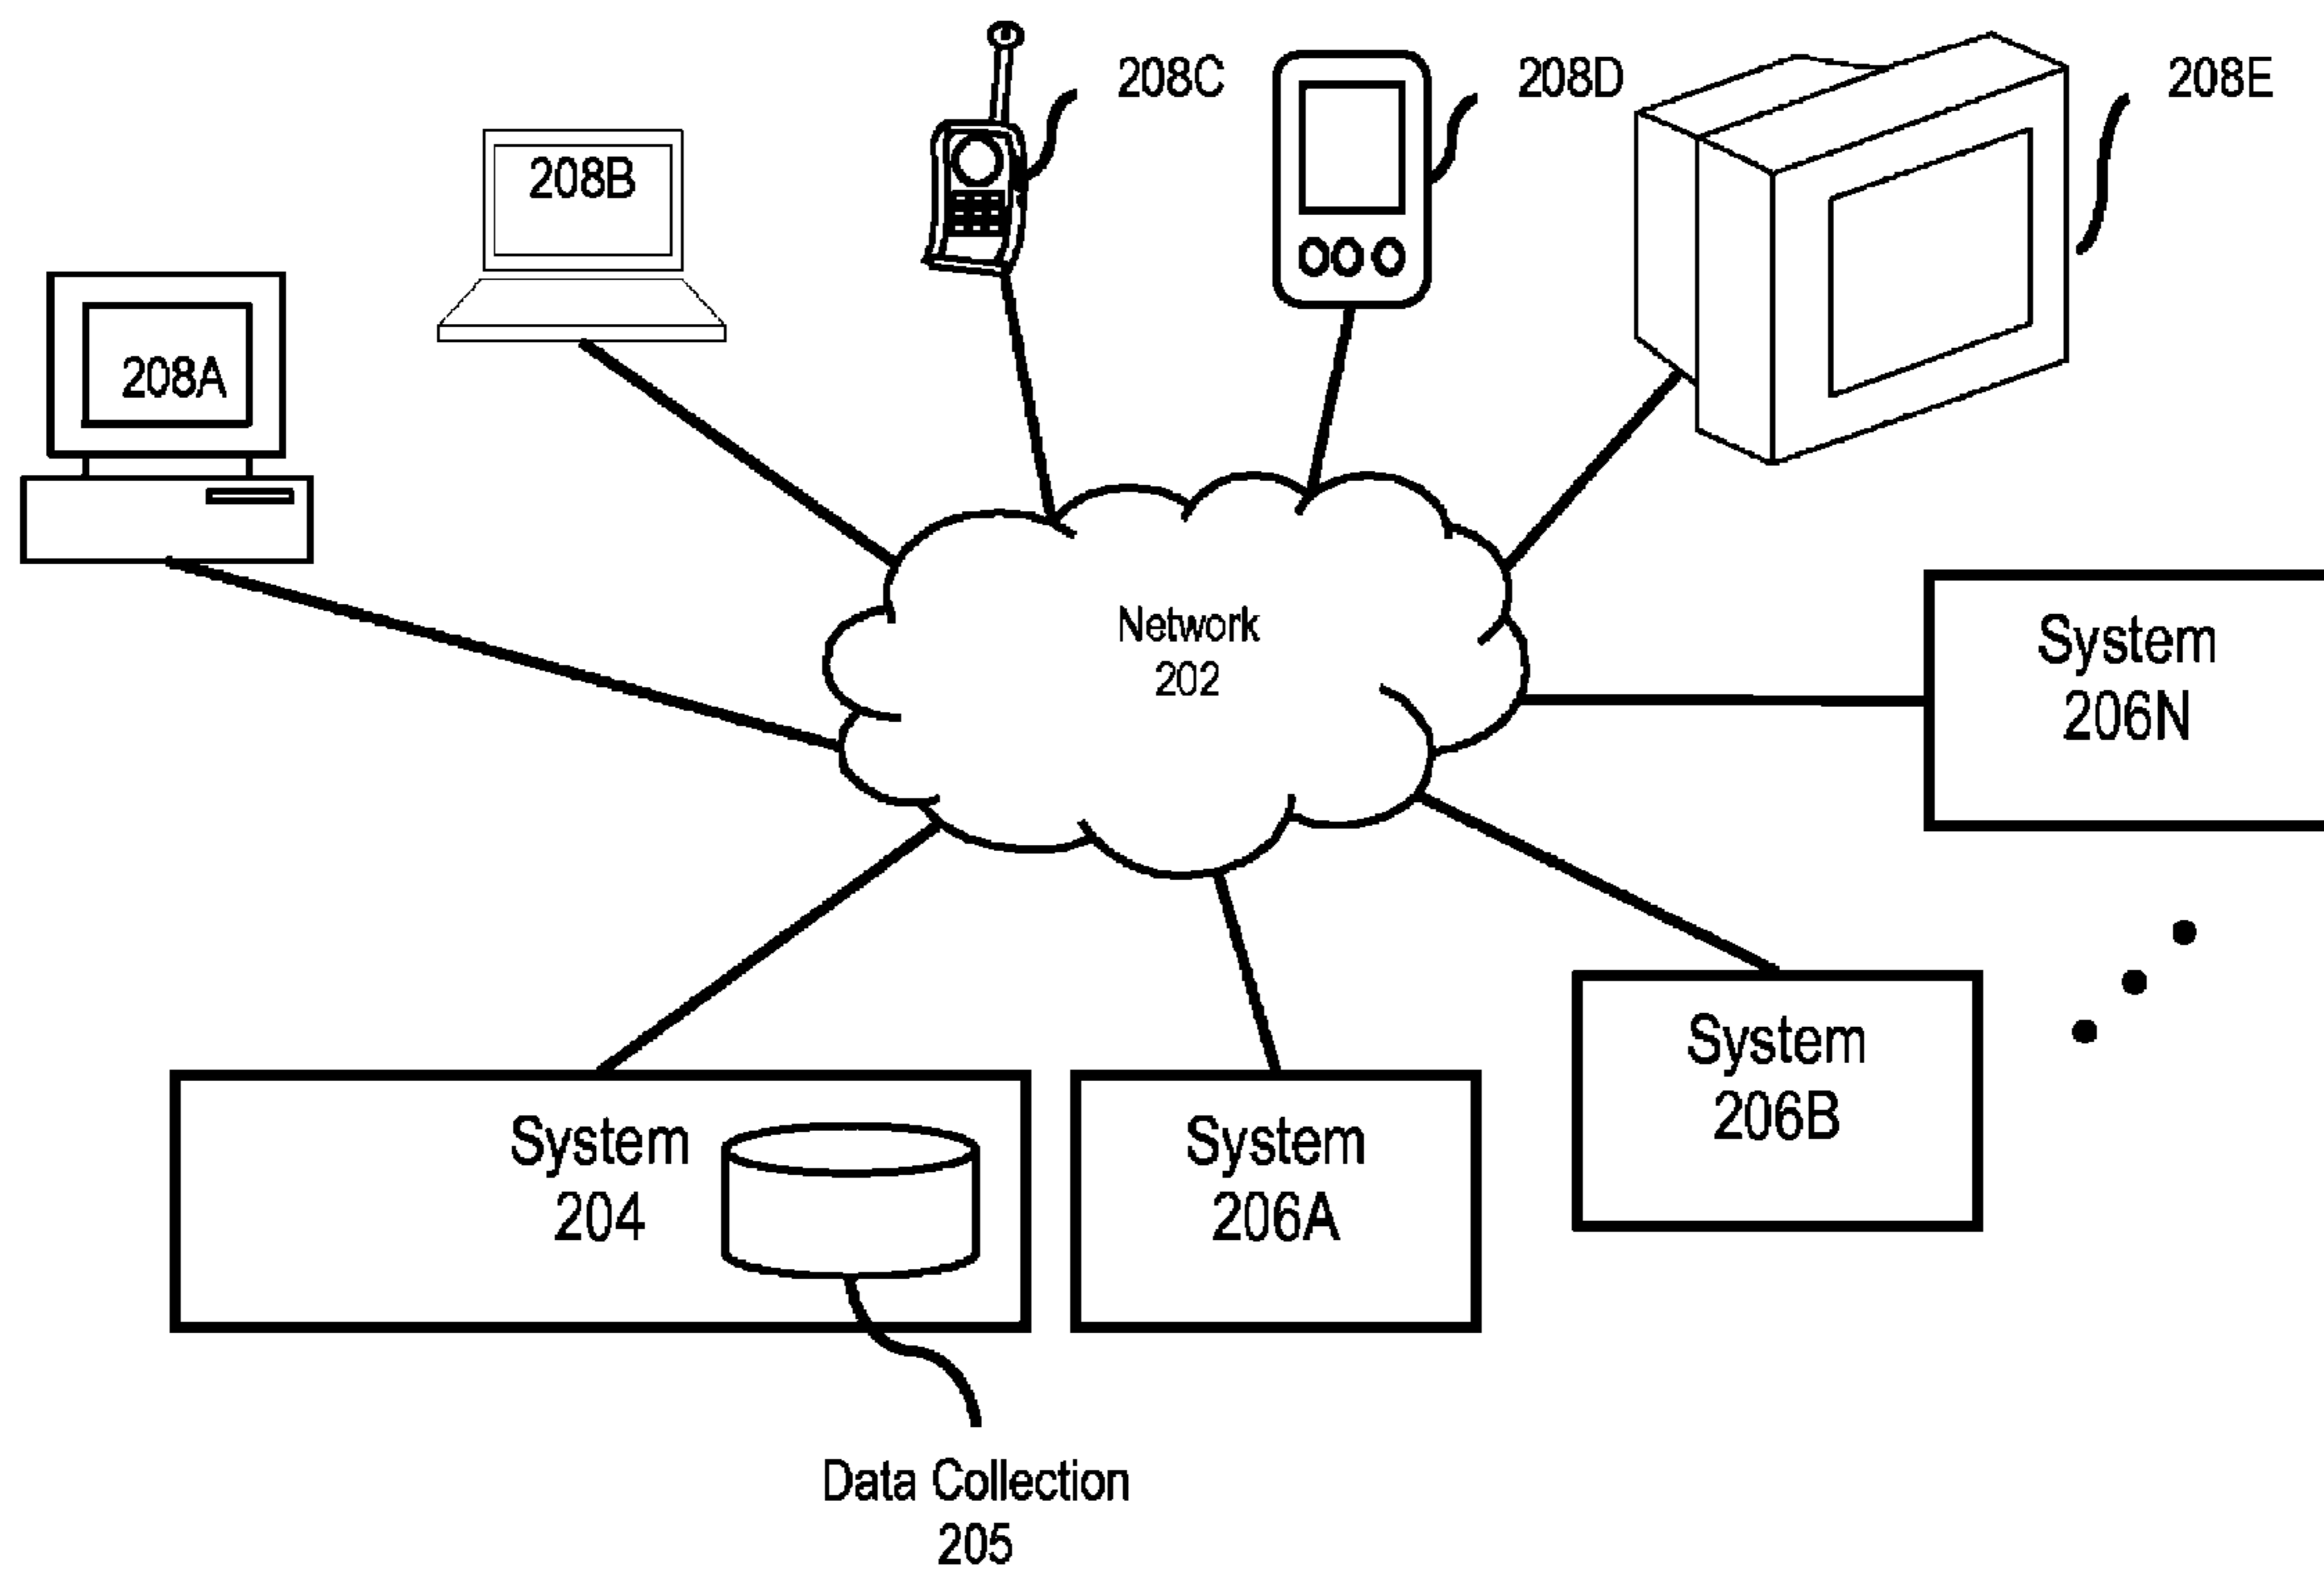 208C
208D
208E
208B
208A
Network
202
System
206N
System
206B
System
204
System
206A
Data Collection
205